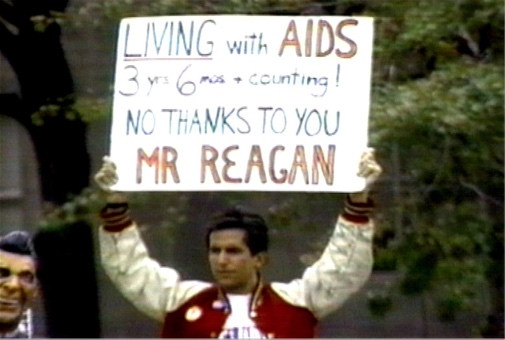 LIVING with AIDS
3 yrs 6 mos + counting!
NO THANKS TO YOU
MR REAGAN